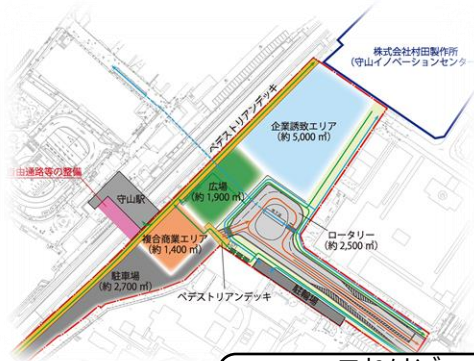 株式会社村田製作所
(守山イノベーションセンター
ペデストリアンデッキ
企業誘致エリア
(約 5,000 ㎡)
自由通路等の整備
広場
(約 1,900 ㎡)
守山駅
複合商業エリア
(約 1,400 ㎡)
ロータリー
(約 2,500 ㎡)
駐車場
(約 2,700 ㎡)
ペデストリアンデッキ
駐輪場